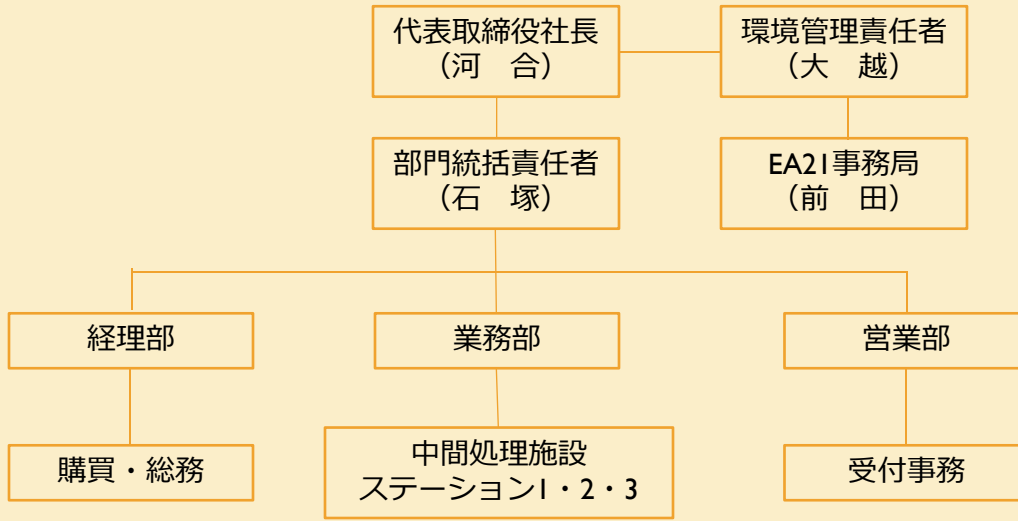 代表取締役社長
（河　合）
環境管理責任者
（大　越）
部門統括責任者
（石　塚）
EA21事務局
（前　田）
経理部
業務部
営業部
購買・総務
中間処理施設
ステーション1・2・3
受付事務